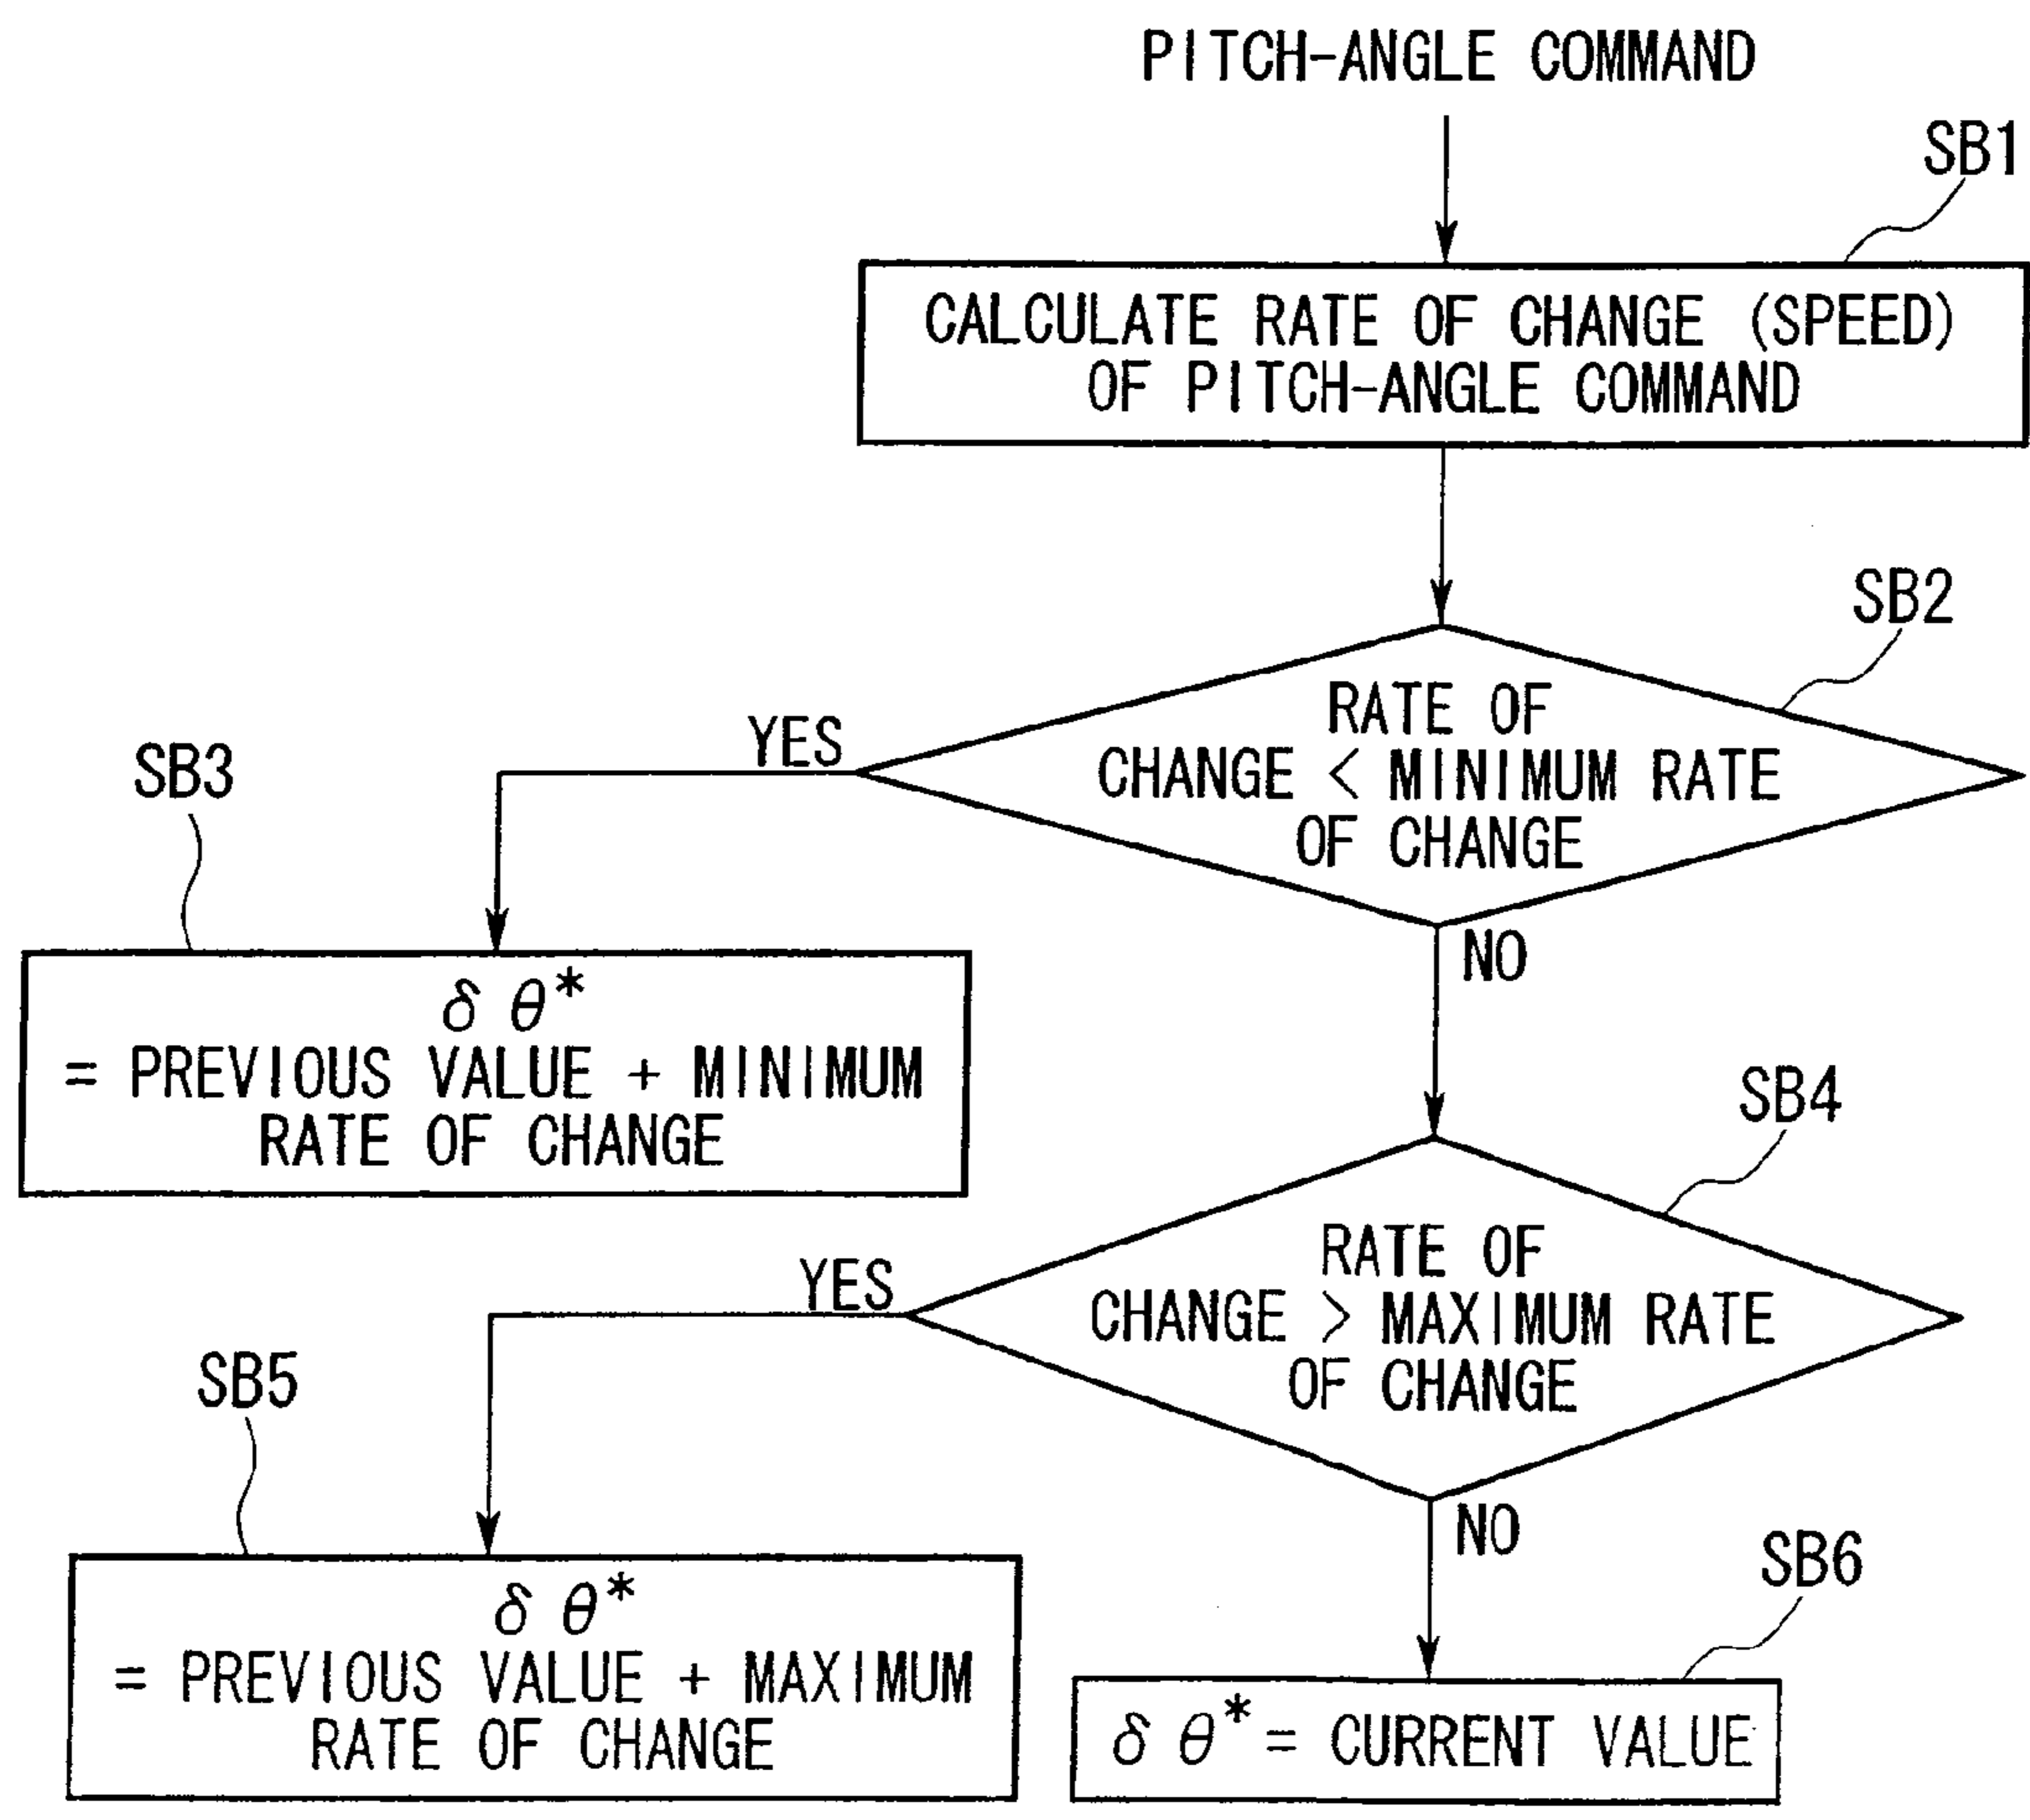 PITCH-ANGLE COMMAND
SB1
CALCULATE RATE OF CHANGE (SPEED)
OF PITCH-ANGLE COMMAND
SB2
RATE OF
CHANGE < MINIMUM RATE
OF CHANGE
YES
NO
SB3
δ θ*
= PREVIOUS VALUE + MINIMUM
RATE OF CHANGE
SB4
RATE OF
CHANGE > MAXIMUM RATE
OF CHANGE
YES
NO
SB5
δ θ*
= PREVIOUS VALUE + MAXIMUM
RATE OF CHANGE
SB6
δ θ* = CURRENT VALUE